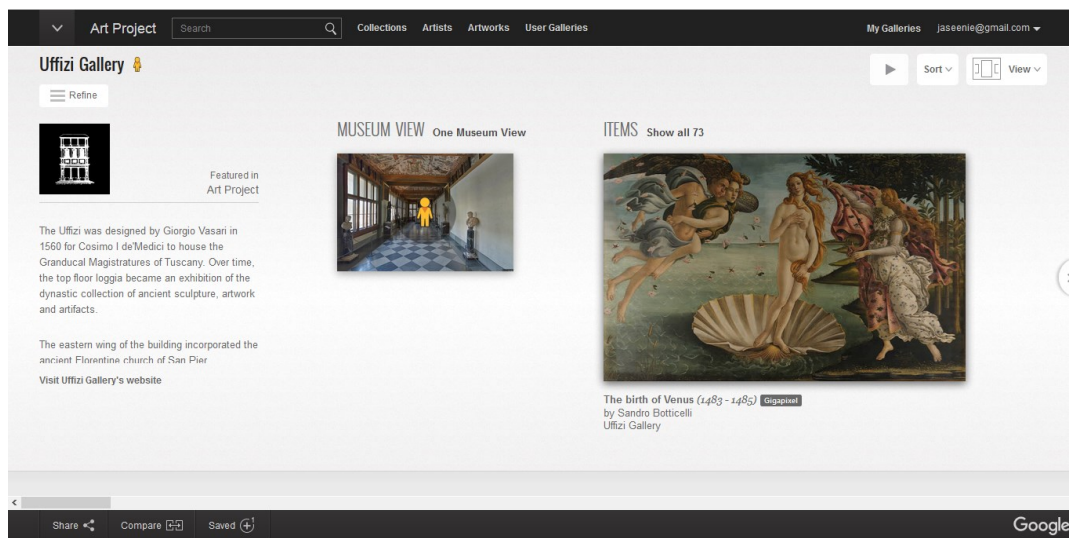 Art Project
Search
Collections Artists Artworks User Galleries
My Galleries jaseenie@gmail.com
Uffizi Gallery
Sort
View
Refine
MUSEUM VIEW One Museum View
ITEMS Show all 73
Featured in
Art Project
The Uffizi was designed by Giorgio Vasari in
1560 for Cosimo I de'Medici to house the
Granducal Magistratures of Tuscany. Over time,
the top floor loggia became an exhibition of the
dynastic collection of ancient sculpture, artwork
and artifacts.
The eastern wing of the building incorporated the
ancient Florentine church of San Pier
Visit Uffizi Gallery's website
The birth of Venus (1483 - 1485) Gigapixel
by Sandro Botticelli
Uffizi Gallery
Share Compare Saved 1
Google